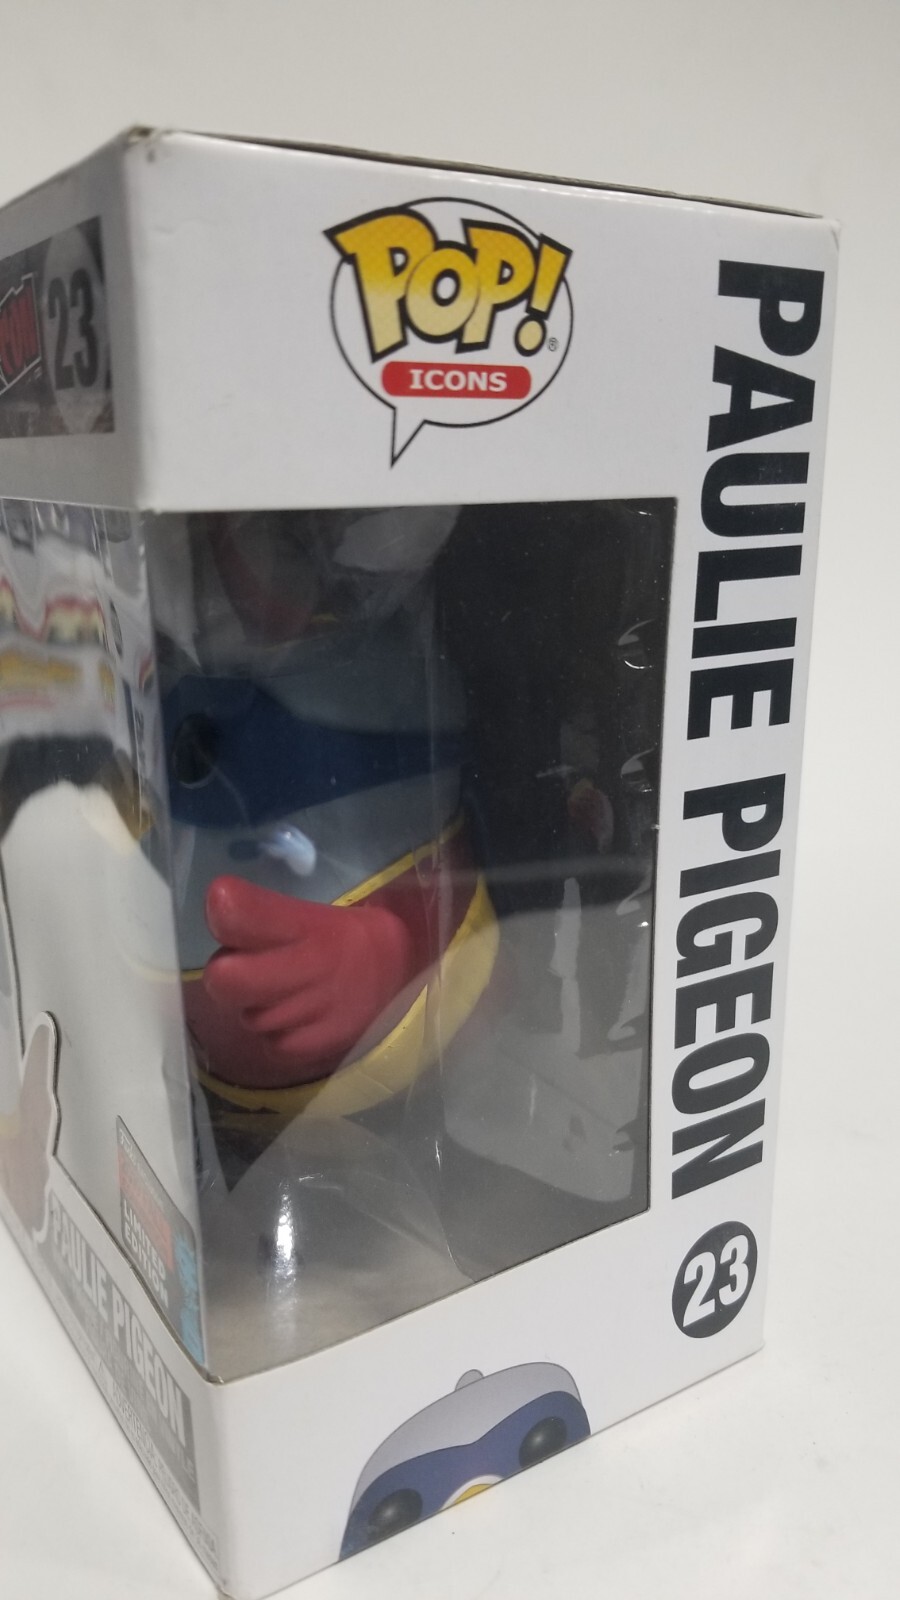 23
POP!
ICONS
PAULIE PIGEON
23
LIMITED
EDITION
PAULIE PIGEON